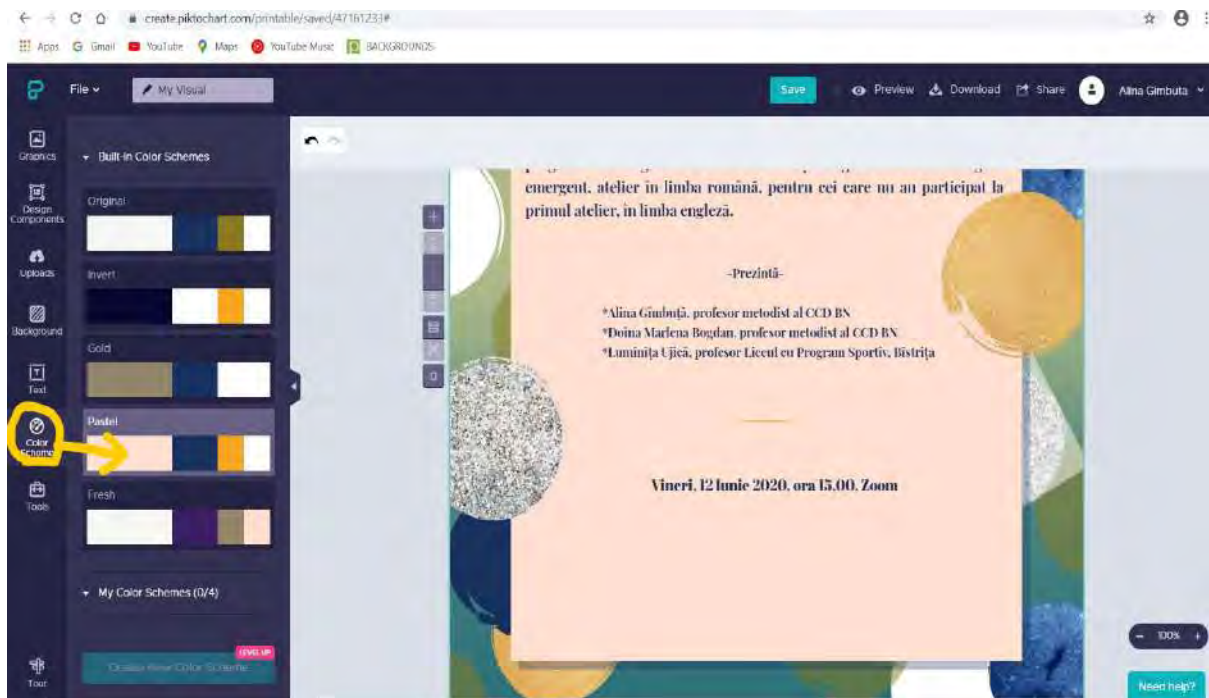 create.piktochart.com/printable/saved/47161233#
Apps Gmail YouTube Maps YouTube Music BACKGROUNDS
File My Visual Save Preview Download Share Alina Gimbuta
Graphics
Design Components
Uploads
Background
Text
Color Scheme
Tools
Tour
Built-In Color Schemes
Original
Invert
Gold
Pastel
Fresh
My Color Schemes (0/4)
LEVEL UP
Create New Color Scheme
emergent, atelier în limba română, pentru cei care nu au participat la
primul atelier, în limba engleză.
-Prezintă-
*Alina Gimbuță, profesor metodist al CCD BN
*Doina Marlena Bogdan, profesor metodist al CCD BN
*Luminița Ujică, profesor Liceul cu Program Sportiv, Bistrița
Vineri, 12 Iunie 2020, ora 15.00, Zoom
100%
Need help?